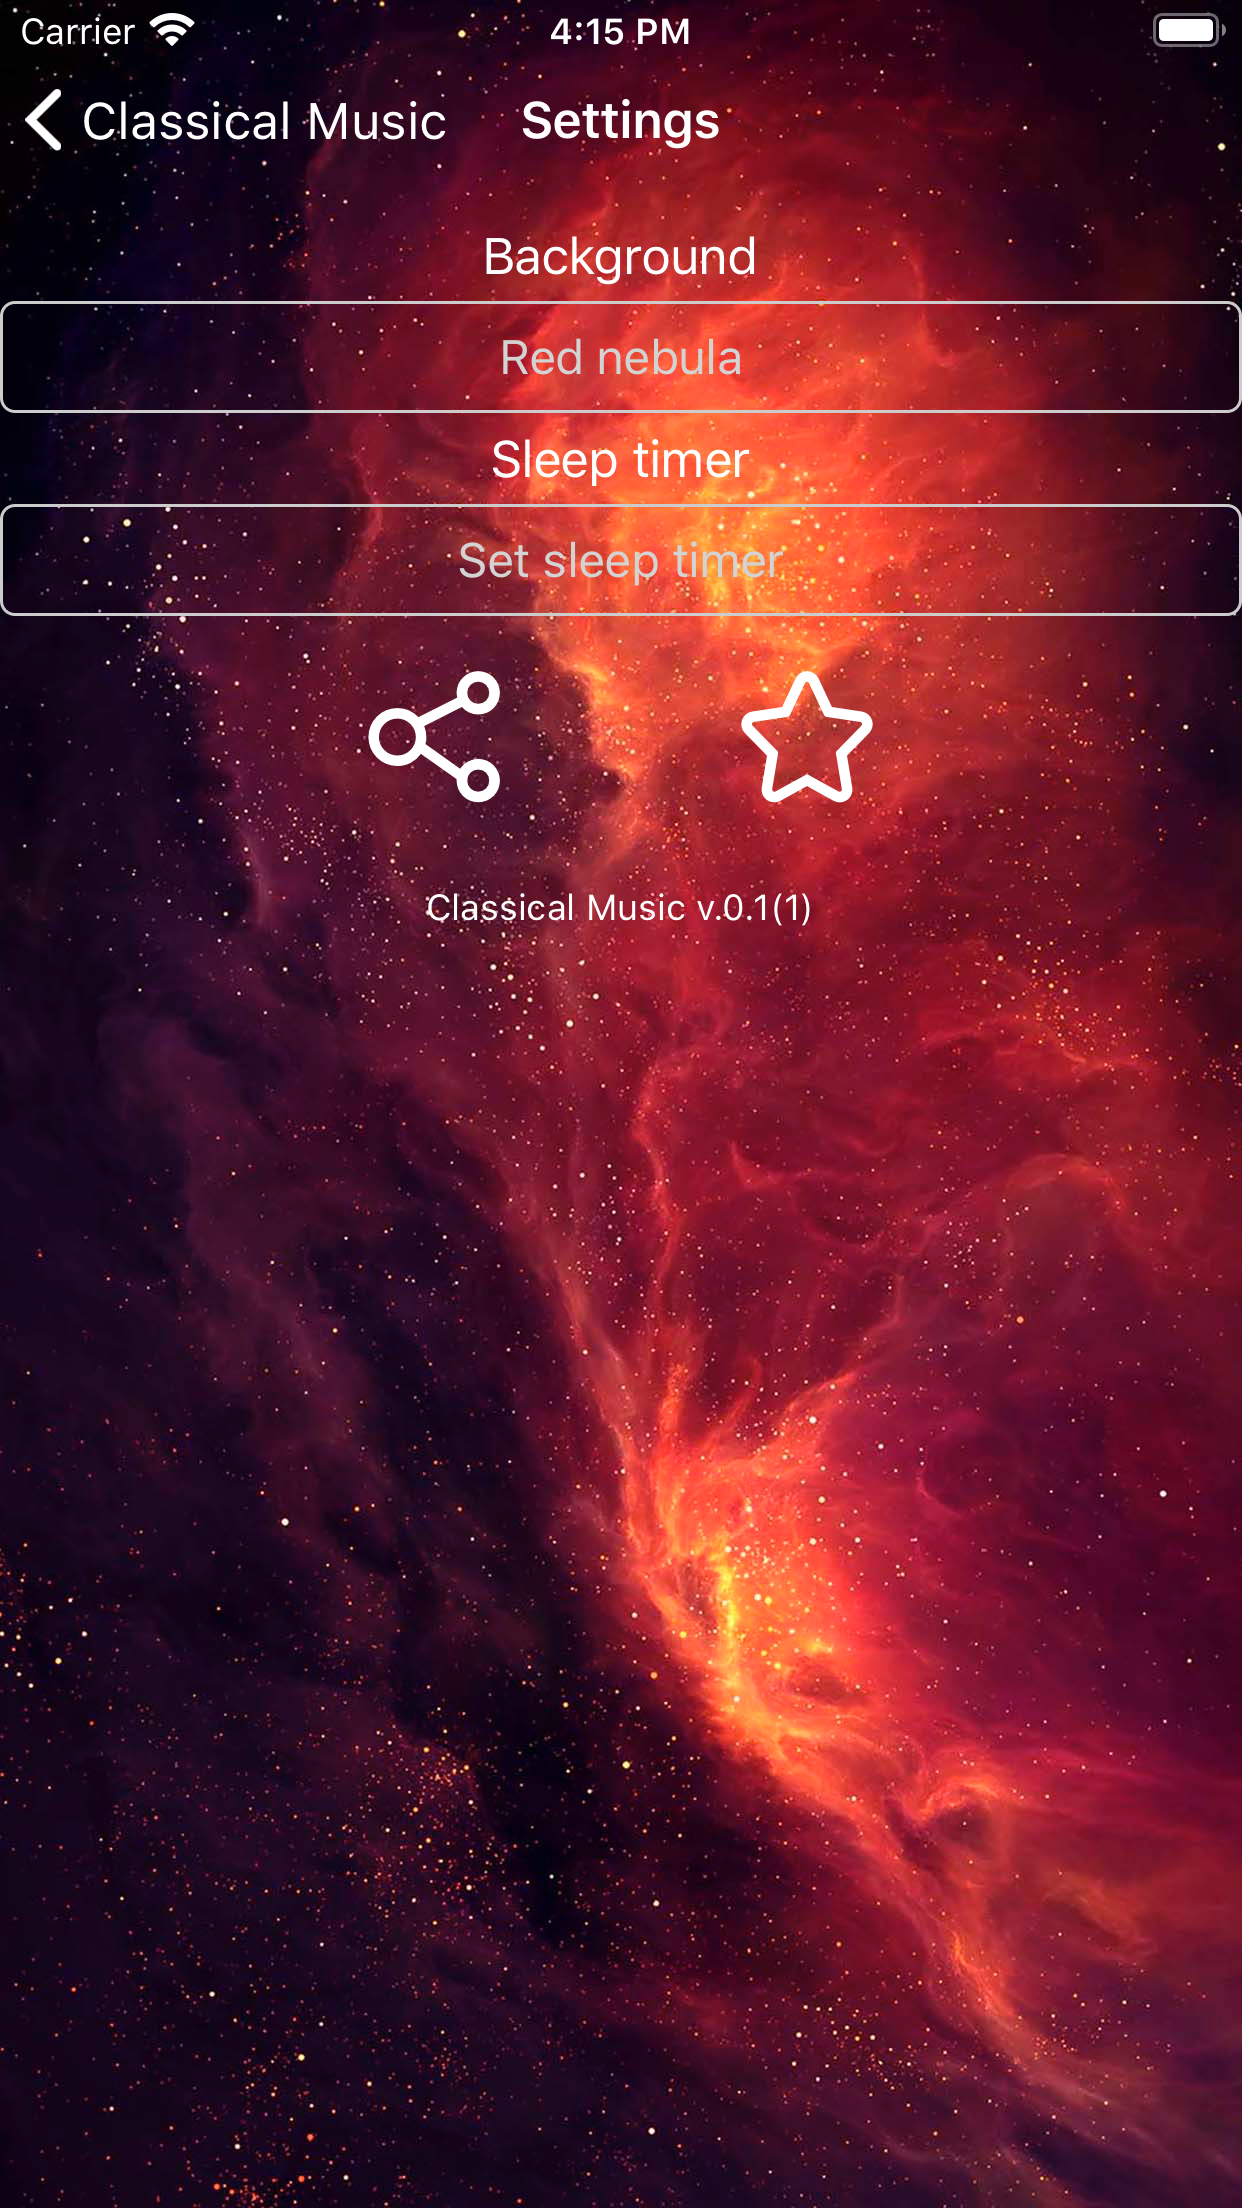 Carrier 4:15 PM
Classical Music Settings
Background
Red nebula
Sleep timer
Set sleep timer
Classical Music v.0.1(1)